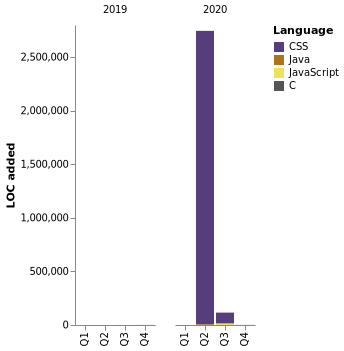 2019
2020
Language
CSS
Java
JavaScript
C
LOC added
2,500,000
2,000,000
1,500,000
1,000,000
500,000
0
Q1
Q2
Q3
Q4
Q1
Q2
Q3
Q4